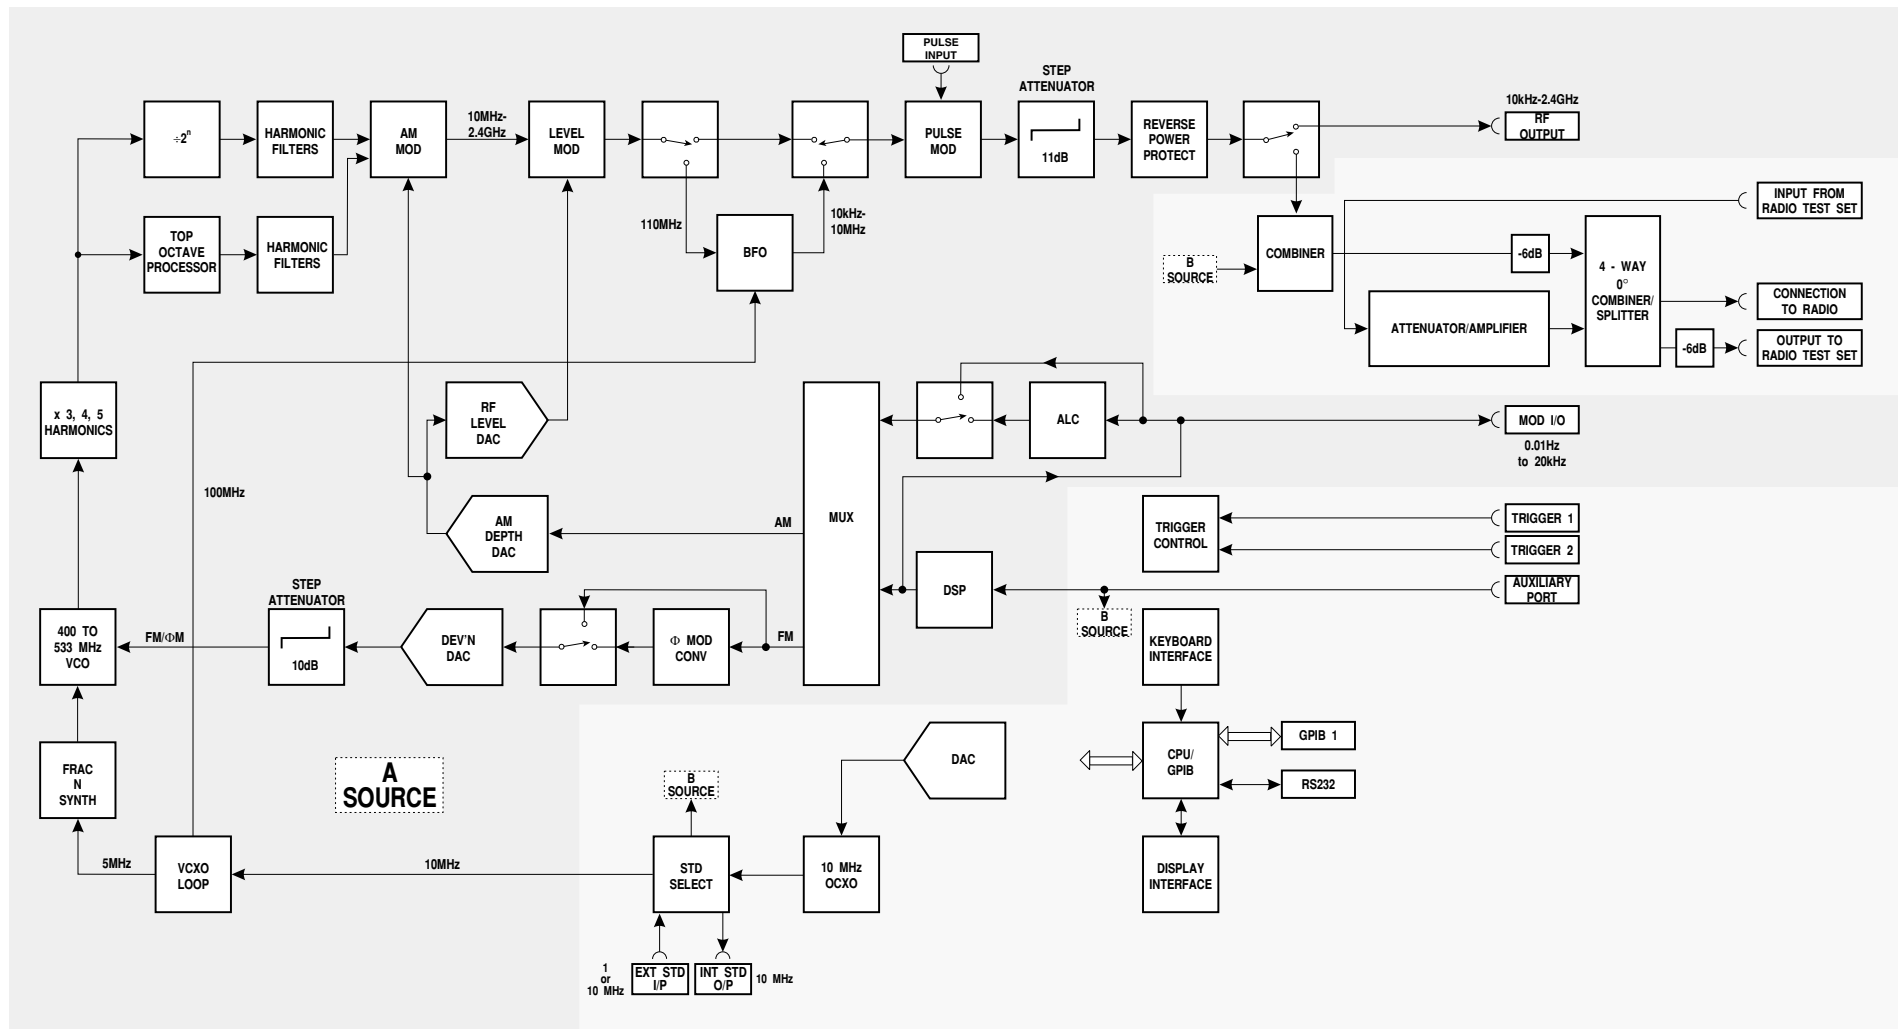 PULSE
INPUT
STEP
ATTENUATOR
10kHz-2.4GHz
RF
OUTPUT
÷2ⁿ
HARMONIC
FILTERS
AM
MOD
10MHz-
2.4GHz
LEVEL
MOD
PULSE
MOD
11dB
REVERSE
POWER
PROTECT
INPUT FROM
RADIO TEST SET
TOP
OCTAVE
PROCESSOR
HARMONIC
FILTERS
110MHz
BFO
10kHz-
10MHz
B
SOURCE
COMBINER
-6dB
4 - WAY
0°
COMBINER/
SPLITTER
CONNECTION
TO RADIO
ATTENUATOR/AMPLIFIER
-6dB
OUTPUT TO
RADIO TEST SET
x 3, 4, 5
HARMONICS
RF
LEVEL
DAC
ALC
MOD I/O
0.01Hz
to 20kHz
100MHz
AM
DEPTH
DAC
AM
MUX
TRIGGER
CONTROL
TRIGGER 1
TRIGGER 2
DSP
AUXILIARY
PORT
B
SOURCE
STEP
ATTENUATOR
400 TO
533 MHz
VCO
FM/ΦM
10dB
DEV'N
DAC
Φ MOD
CONV
FM
KEYBOARD
INTERFACE
FRAC
N
SYNTH
A
SOURCE
B
SOURCE
DAC
CPU/
GPIB
GPIB 1
RS232
5MHz
VCXO
LOOP
10MHz
STD
SELECT
10 MHz
OCXO
DISPLAY
INTERFACE
1
or
10 MHz
EXT STD
I/P
INT STD
O/P
10 MHz